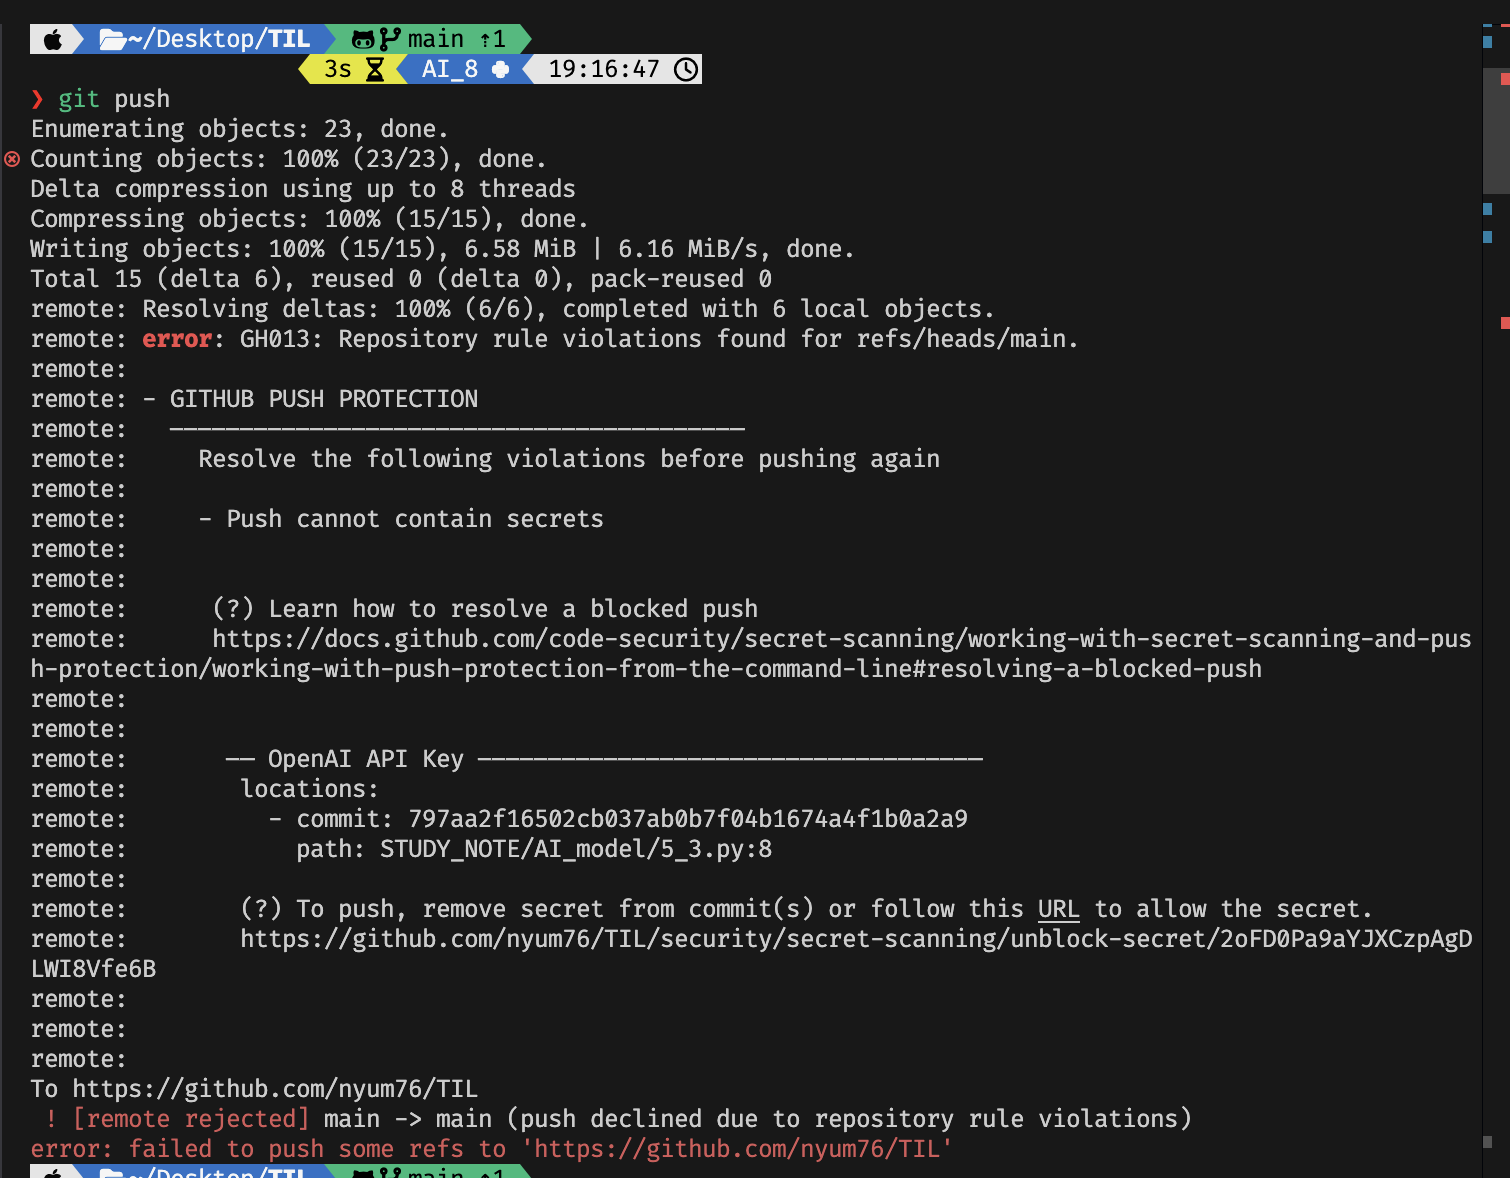 ~/Desktop/TIL main ⇡1
3s AI_8 19:16:47
❯ git push
Enumerating objects: 23, done.
Counting objects: 100% (23/23), done.
Delta compression using up to 8 threads
Compressing objects: 100% (15/15), done.
Writing objects: 100% (15/15), 6.58 MiB | 6.16 MiB/s, done.
Total 15 (delta 6), reused 0 (delta 0), pack-reused 0
remote: Resolving deltas: 100% (6/6), completed with 6 local objects.
remote: error: GH013: Repository rule violations found for refs/heads/main.
remote:
remote: - GITHUB PUSH PROTECTION
remote: —————————————————————————————————————————
remote: Resolve the following violations before pushing again
remote:
remote: - Push cannot contain secrets
remote:
remote:
remote: (?) Learn how to resolve a blocked push
remote: https://docs.github.com/code-security/secret-scanning/working-with-secret-scanning-and-pus
h-protection/working-with-push-protection-from-the-command-line#resolving-a-blocked-push
remote:
remote:
remote: —— OpenAI API Key ————————————————————————————————————
remote: locations:
remote: - commit: 797aa2f16502cb037ab0b7f04b1674a4f1b0a2a9
remote: path: STUDY_NOTE/AI_model/5_3.py:8
remote:
remote: (?) To push, remove secret from commit(s) or follow this URL to allow the secret.
remote: https://github.com/nyum76/TIL/security/secret-scanning/unblock-secret/2oFD0Pa9aYJXCzpAgD
LWI8Vfe6B
remote:
remote:
remote:
To https://github.com/nyum76/TIL
! [remote rejected] main -> main (push declined due to repository rule violations)
error: failed to push some refs to 'https://github.com/nyum76/TIL'
~/Desktop/TIL main ⇡1